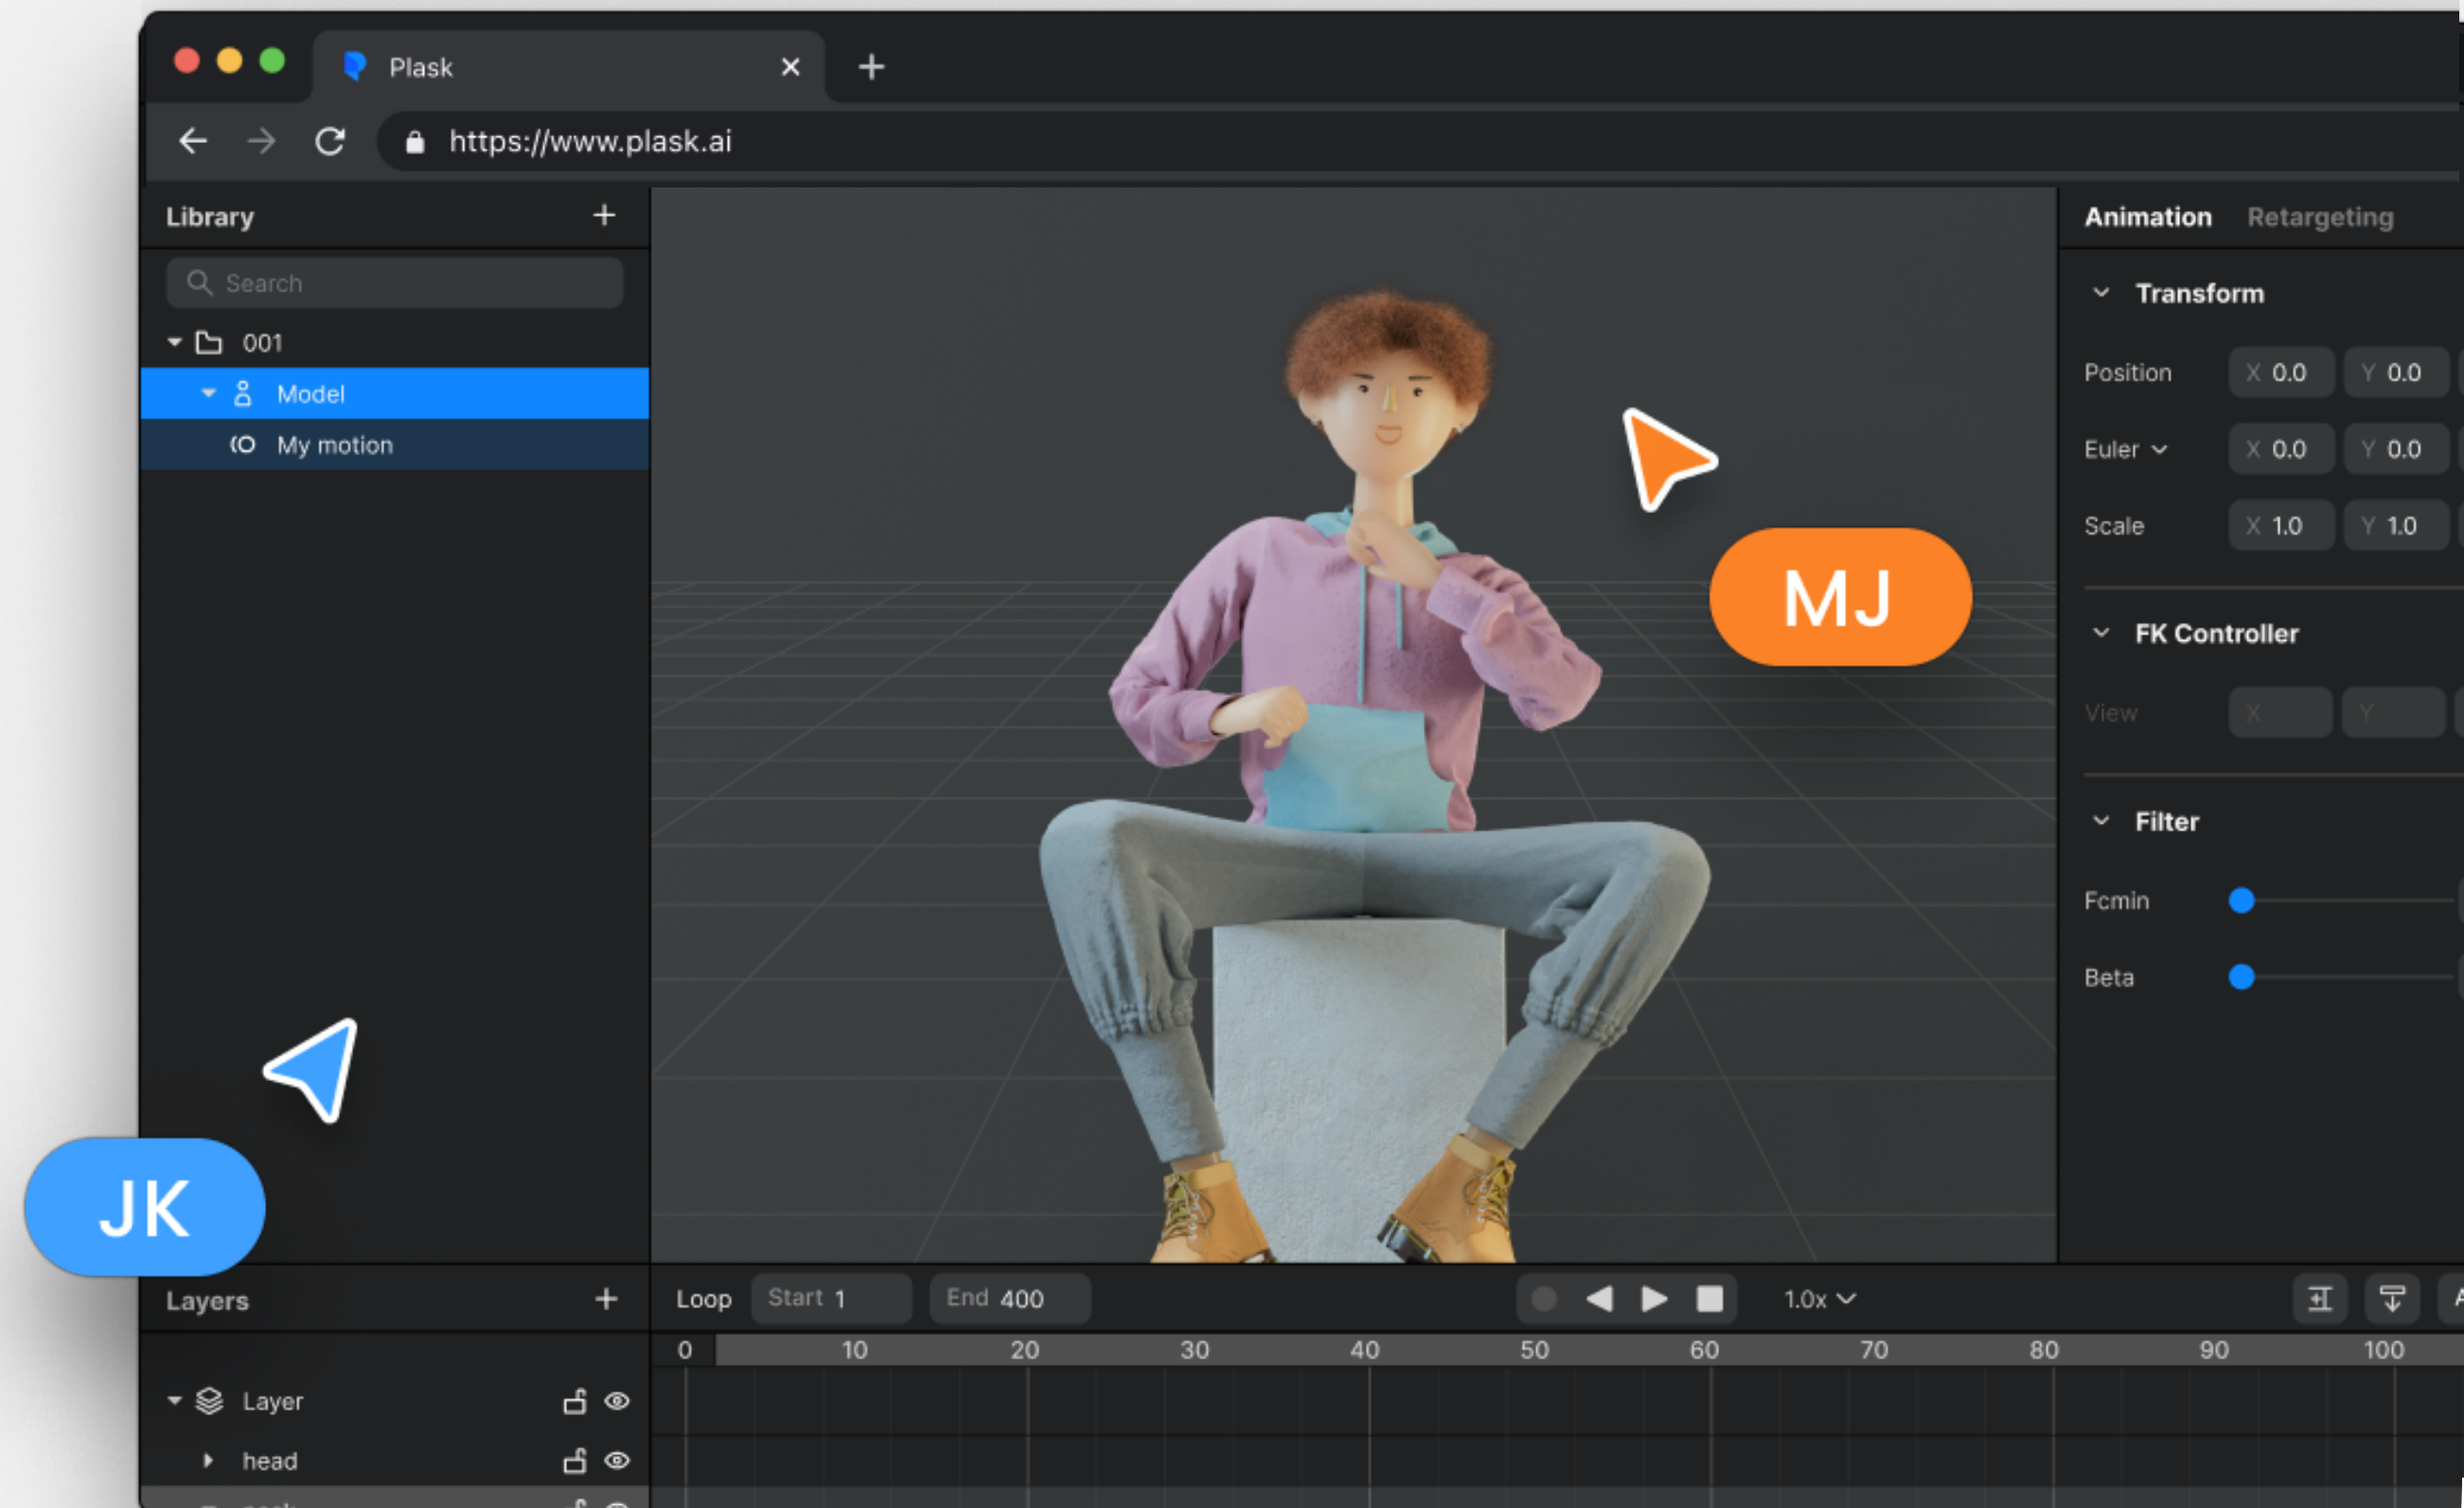 Plask
https://www.plask.ai
Library
Search
001
Model
My motion
Animation Retargeting
Transform
Position X 0.0 Y 0.0
Euler X 0.0 Y 0.0
Scale X 1.0 Y 1.0
FK Controller
View X Y
Filter
Fcmin
Beta
MJ
JK
Layers
Loop Start 1 End 400 1.0x
0 10 20 30 40 50 60 70 80 90 100
Layer
head